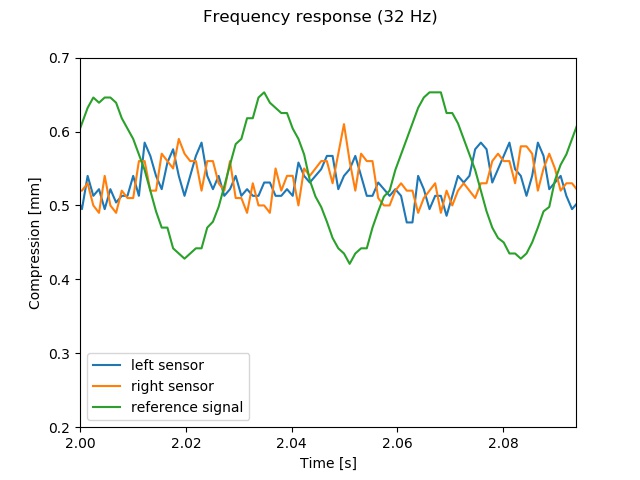 Frequency response (32 Hz)
0.7
0.6
0.5
0.4
0.3
0.2
Compression [mm]
left sensor
right sensor
reference signal
2.00 2.02 2.04 2.06 2.08
Time [s]